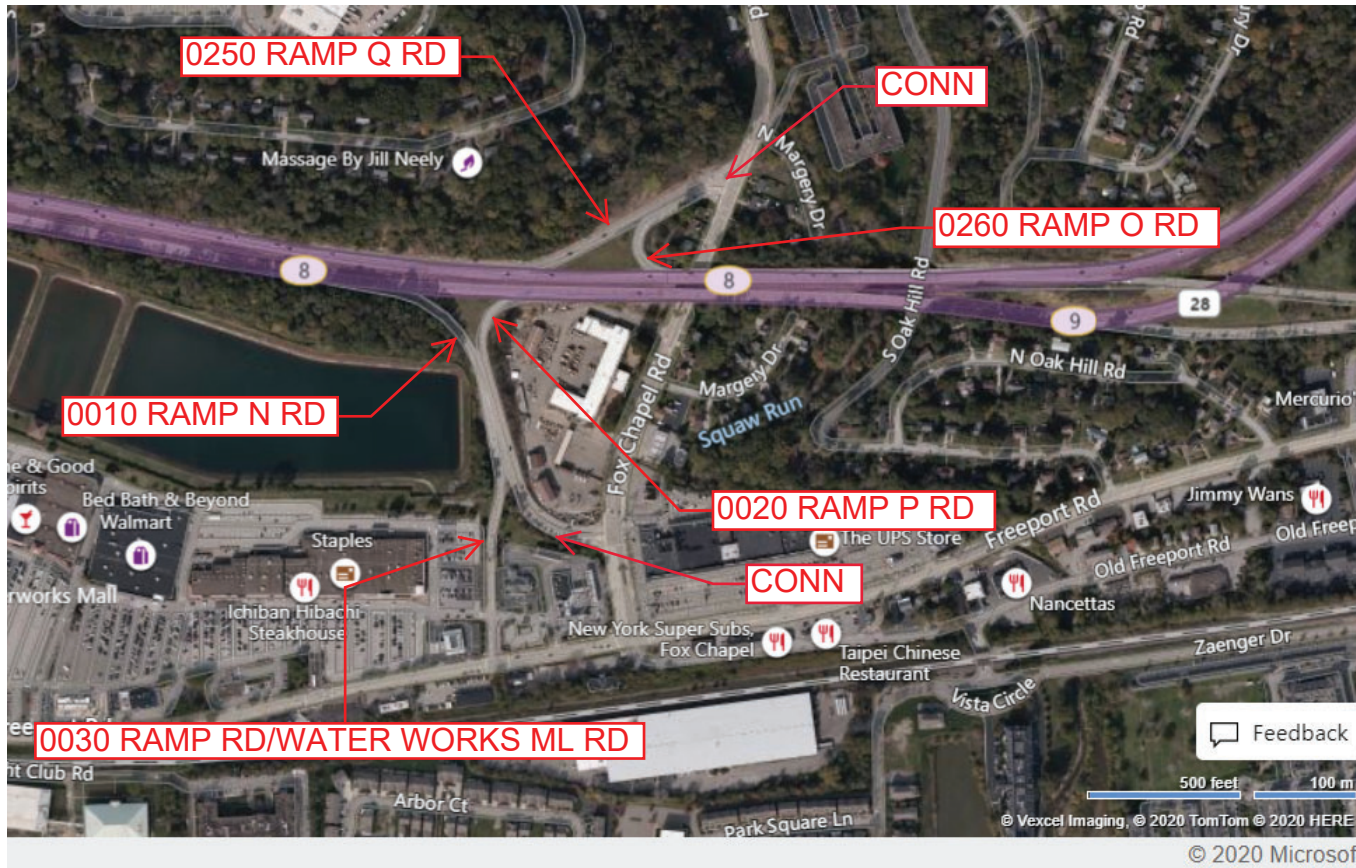 0250 RAMP Q RD
CONN
Massage By Jill Neely
N Margery Dr
0260 RAMP O RD
8
8
28
9
S Oak Hill Rd
N Oak Hill Rd
0010 RAMP N RD
Margery Dr
Squaw Run
Fox Chapel Rd
Mercurio'
0020 RAMP P RD
Bed Bath & Beyond
Walmart
Jimmy Wans
Staples
The UPS Store
Freeport Rd
Old Freeport Rd
Old Freep
CONN
Ichiban Hibachi
Steakhouse
Nancettas
New York Super Subs,
Fox Chapel
Taipei Chinese
Restaurant
Zaenger Dr
Vista Circle
0030 RAMP RD/WATER WORKS ML RD
Feedback
nt Club Rd
Arbor Ct
Park Square Ln
500 feet
100 m
© Vexcel Imaging, © 2020 TomTom © 2020 HERE
© 2020 Microsof